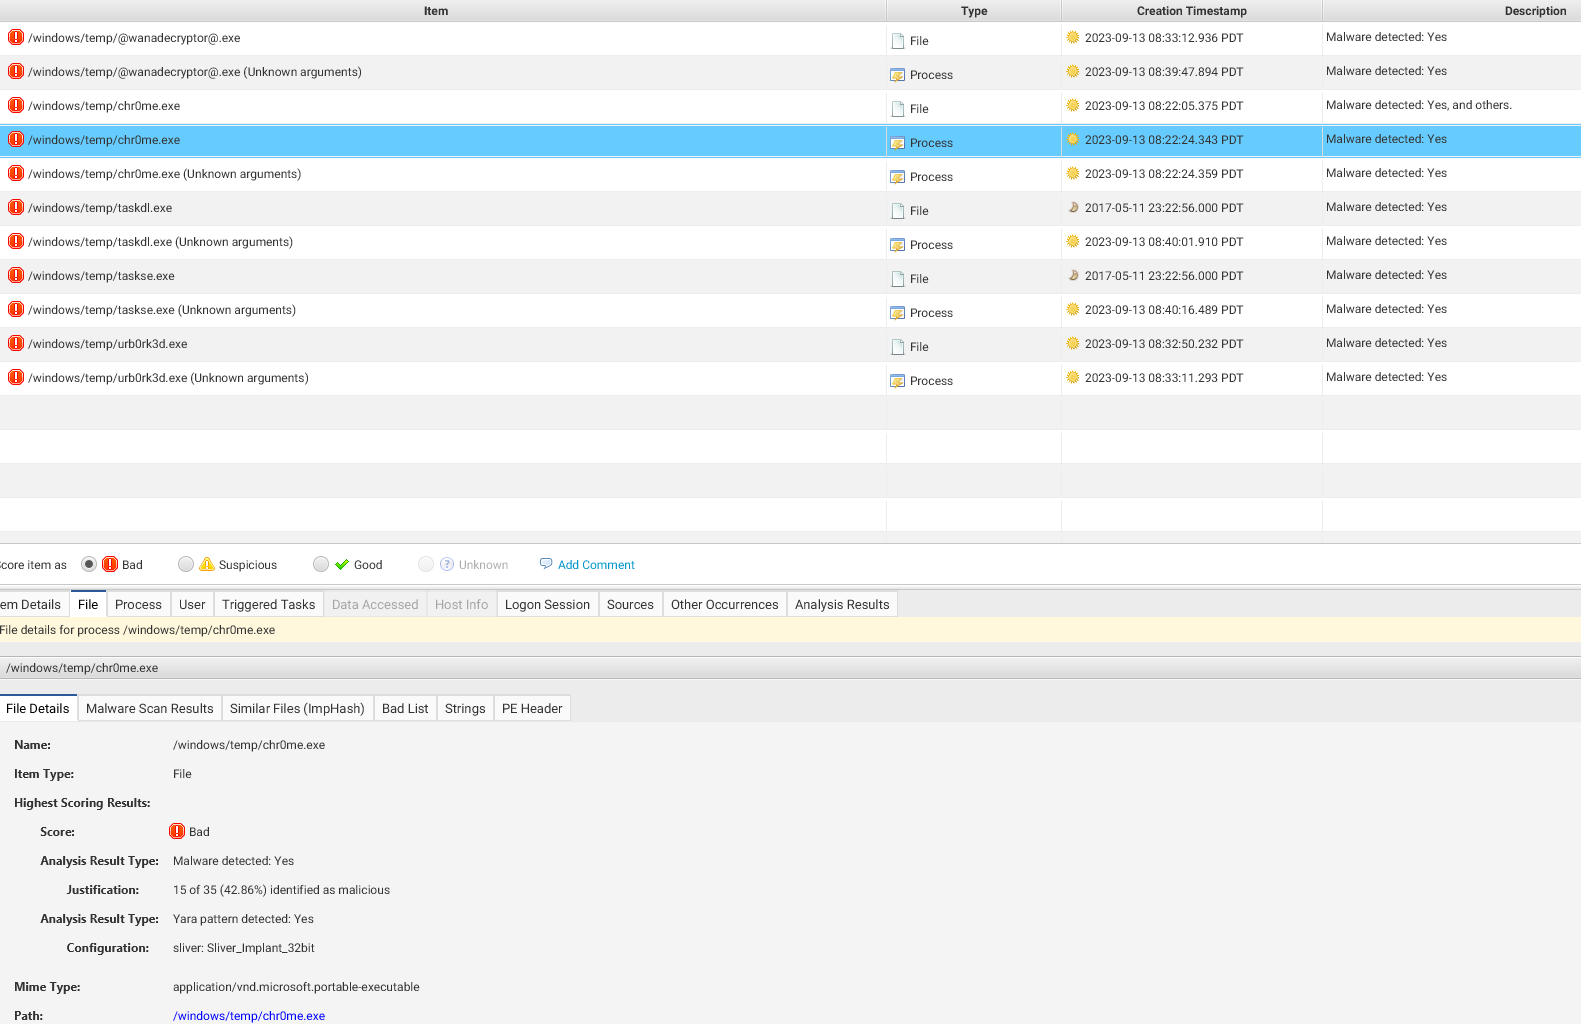 Item Type Creation Timestamp Description
/windows/temp/@wanadecryptor@.exe File 2023-09-13 08:33:12.936 PDT Malware detected: Yes
/windows/temp/@wanadecryptor@.exe (Unknown arguments) Process 2023-09-13 08:39:47.894 PDT Malware detected: Yes
/windows/temp/chr0me.exe File 2023-09-13 08:22:05.375 PDT Malware detected: Yes, and others.
/windows/temp/chr0me.exe Process 2023-09-13 08:22:24.343 PDT Malware detected: Yes
/windows/temp/chr0me.exe (Unknown arguments) Process 2023-09-13 08:22:24.359 PDT Malware detected: Yes
/windows/temp/taskdl.exe File 2017-05-11 23:22:56.000 PDT Malware detected: Yes
/windows/temp/taskdl.exe (Unknown arguments) Process 2023-09-13 08:40:01.910 PDT Malware detected: Yes
/windows/temp/taskse.exe File 2017-05-11 23:22:56.000 PDT Malware detected: Yes
/windows/temp/taskse.exe (Unknown arguments) Process 2023-09-13 08:40:16.489 PDT Malware detected: Yes
/windows/temp/urb0rk3d.exe File 2023-09-13 08:32:50.232 PDT Malware detected: Yes
/windows/temp/urb0rk3d.exe (Unknown arguments) Process 2023-09-13 08:33:11.293 PDT Malware detected: Yes
core item as Bad Suspicious Good Unknown Add Comment
em Details File Process User Triggered Tasks Data Accessed Host Info Logon Session Sources Other Occurrences Analysis Results
File details for process /windows/temp/chr0me.exe
/windows/temp/chr0me.exe
File Details Malware Scan Results Similar Files (ImpHash) Bad List Strings PE Header
Name: /windows/temp/chr0me.exe
Item Type: File
Highest Scoring Results:
Score: Bad
Analysis Result Type: Malware detected: Yes
Justification: 15 of 35 (42.86%) identified as malicious
Analysis Result Type: Yara pattern detected: Yes
Configuration: sliver: Sliver_Implant_32bit
Mime Type: application/vnd.microsoft.portable-executable
Path: /windows/temp/chr0me.exe